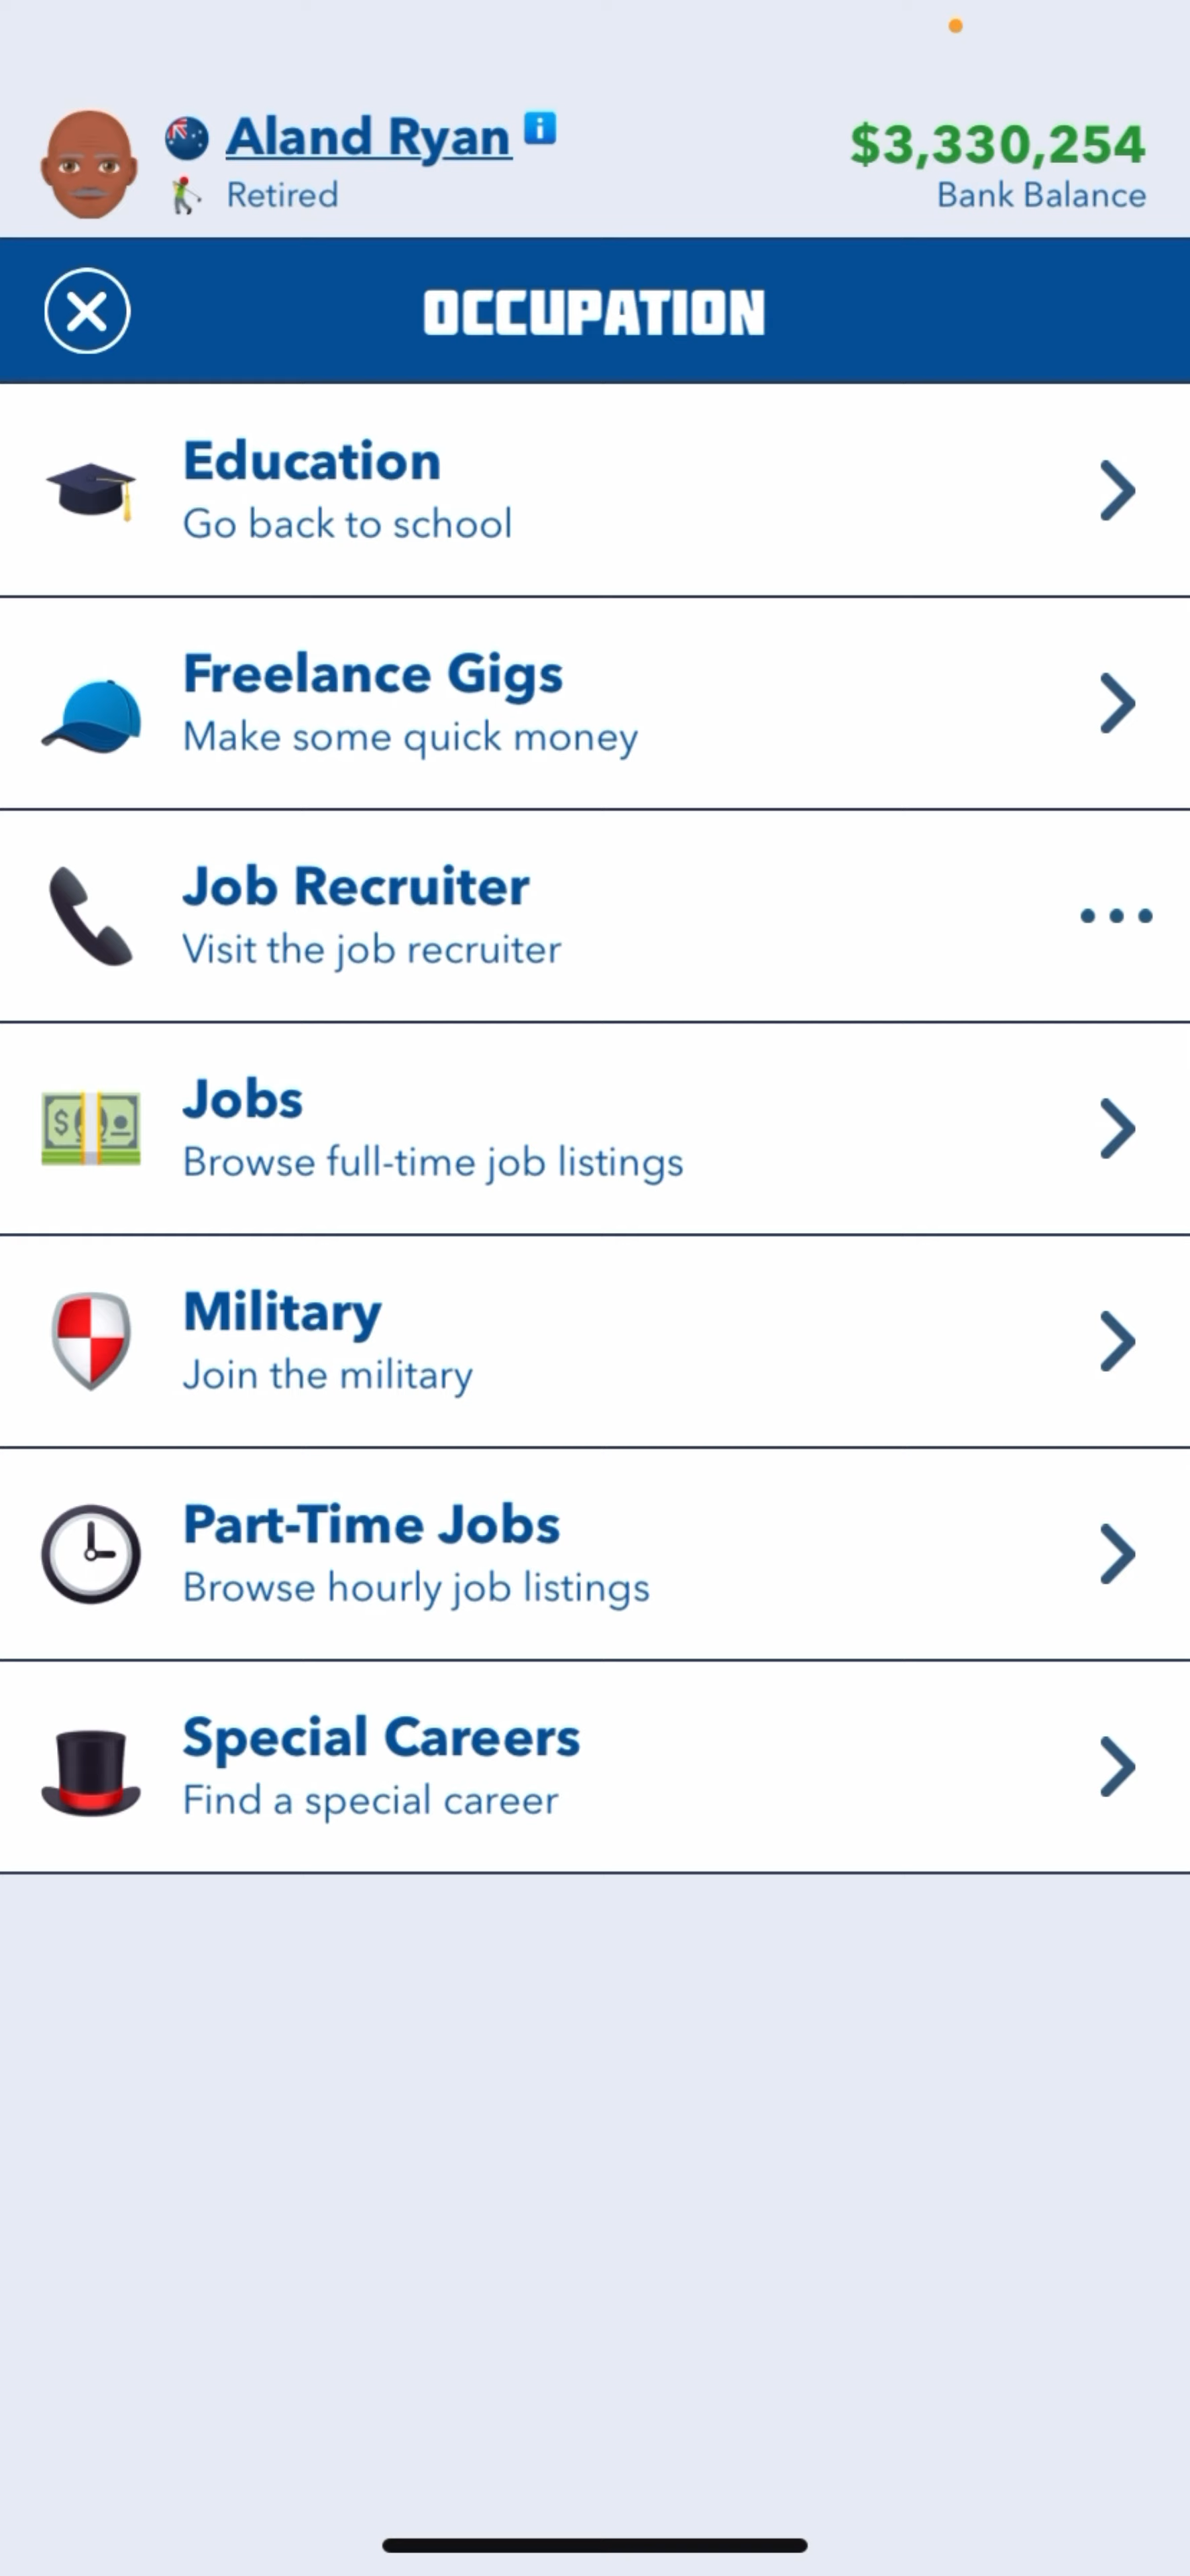 Aland Ryan
$3,330,254
Retired
Bank Balance
OCCUPATION
Education
Go back to school
Freelance Gigs
Make some quick money
Job Recruiter
Visit the job recruiter
Jobs
Browse full-time job listings
Military
Join the military
Part-Time Jobs
Browse hourly job listings
Special Careers
Find a special career